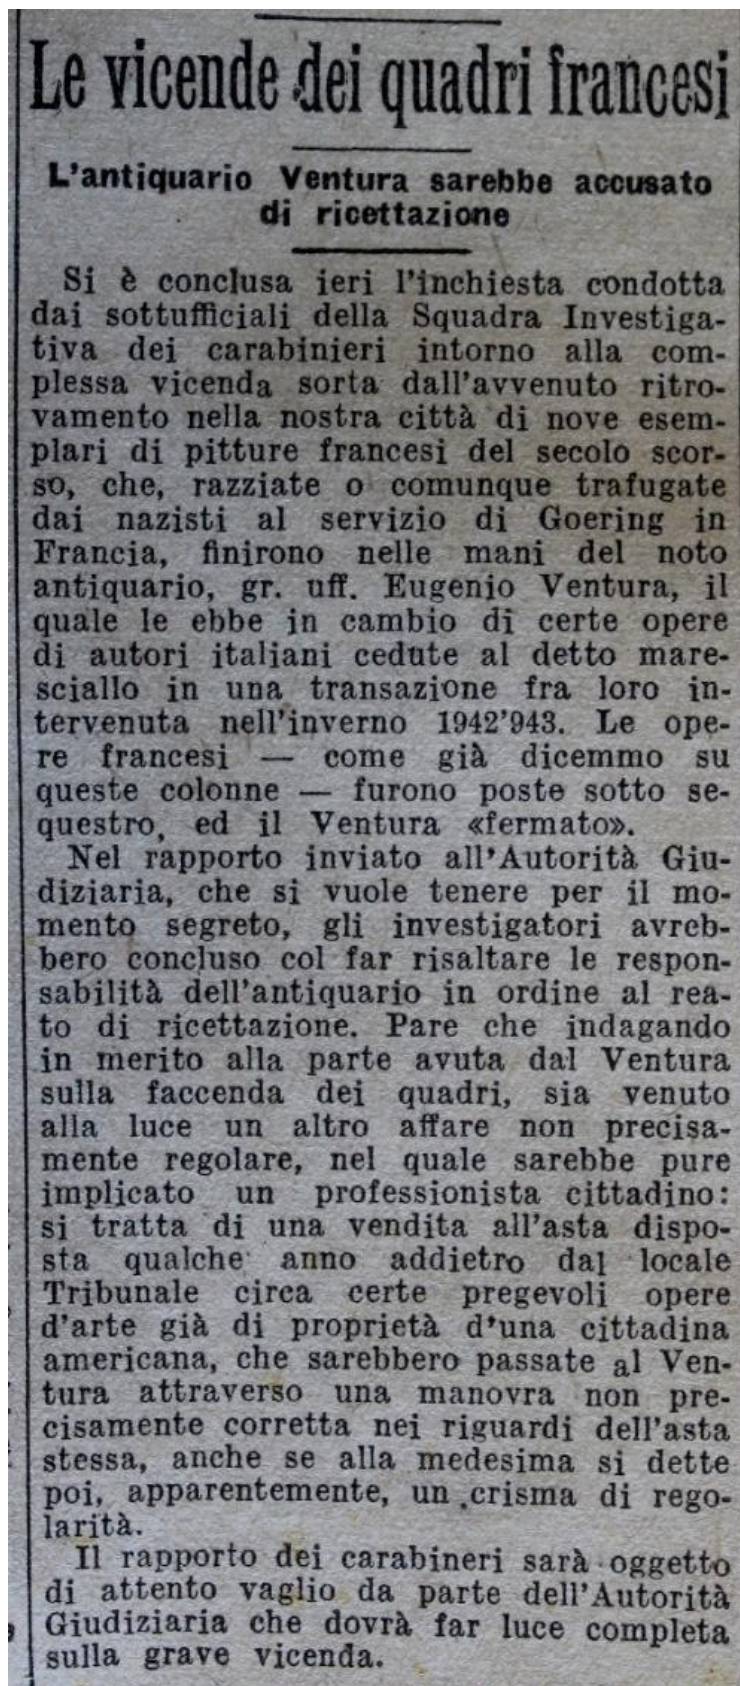 Le vicende dei quadri francesi
L'antiquario Ventura sarebbe accusato
di ricettazione
Si è conclusa ieri l'inchiesta condotta
dai sottufficiali della Squadra Investiga-
tiva dei carabinieri intorno alla com-
plessa vicenda sorta dall'avvenuto ritro-
vamento nella nostra città di nove esem-
plari di pitture francesi del secolo scor-
so, che, razziate o comunque trafugate
dai nazisti al servizio di Goering in
Francia, finirono nelle mani del noto
antiquario, gr. uff. Eugenio Ventura, il
quale le ebbe in cambio di certe opere
di autori italiani cedute al detto mare-
sciallo in una transazione fra loro in-
tervenuta nell'inverno 1942'943. Le ope-
re francesi — come già dicemmo su
queste colonne — furono poste sotto se-
questro, ed il Ventura «fermato».
Nel rapporto inviato all'Autorità Giu-
diziaria, che si vuole tenere per il mo-
mento segreto, gli investigatori avreb-
bero concluso col far risaltare le respon-
sabilità dell'antiquario in ordine al rea-
to di ricettazione. Pare che indagando
in merito alla parte avuta dal Ventura
sulla faccenda dei quadri, sia venuto
alla luce un altro affare non precisa-
mente regolare, nel quale sarebbe pure
implicato un professionista cittadino:
si tratta di una vendita all'asta dispo-
sta qualche anno addietro dal locale
Tribunale circa certe pregevoli opere
d'arte già di proprietà d'una cittadina
americana, che sarebbero passate al Ven-
tura attraverso una manovra non pre-
cisamente corretta nei riguardi dell'asta
stessa, anche se alla medesima si dette
poi, apparentemente, un crisma di rego-
larità.
Il rapporto dei carabineri sarà oggetto
di attento vaglio da parte dell'Autorità
Giudiziaria che dovrà far luce completa
sulla grave vicenda.